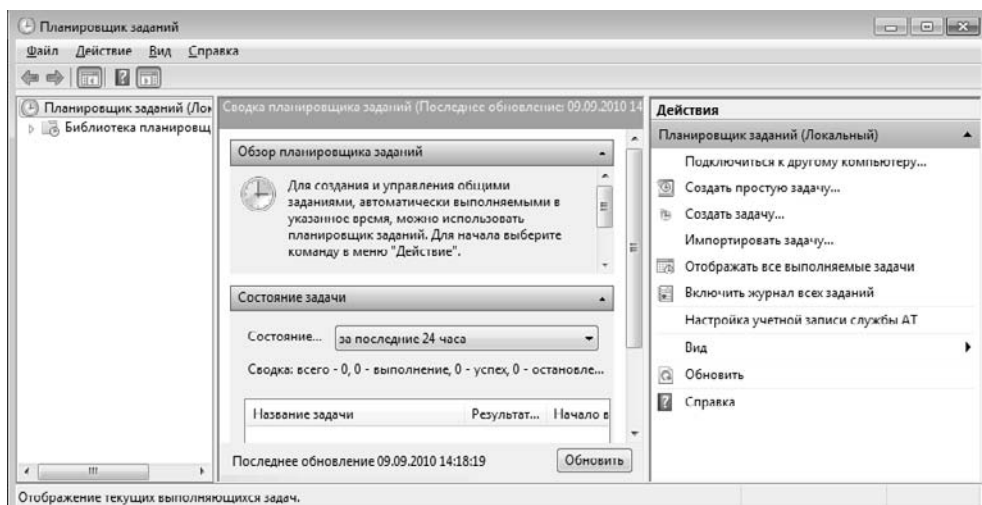 Планировщик заданий
Файл Действие Вид Справка
Планировщик заданий (Лок
Библиотека планировщ
Сводка планировщика заданий (Последнее обновление: 09.09.2010 14
Обзор планировщика заданий
Для создания и управления общими
заданиями, автоматически выполняемыми в
указанное время, можно использовать
планировщик заданий. Для начала выберите
команду в меню "Действие".
Состояние задачи
Состояние... за последние 24 часа
Сводка: всего - 0, 0 - выполнение, 0 - успех, 0 - остановле...
Название задачи Результат... Начало в
Последнее обновление 09.09.2010 14:18:19 Обновить
Действия
Планировщик заданий (Локальный)
Подключиться к другому компьютеру...
Создать простую задачу...
Создать задачу...
Импортировать задачу...
Отображать все выполняемые задачи
Включить журнал всех заданий
Настройка учетной записи службы AT
Вид
Обновить
Справка
Отображение текущих выполняющихся задач.